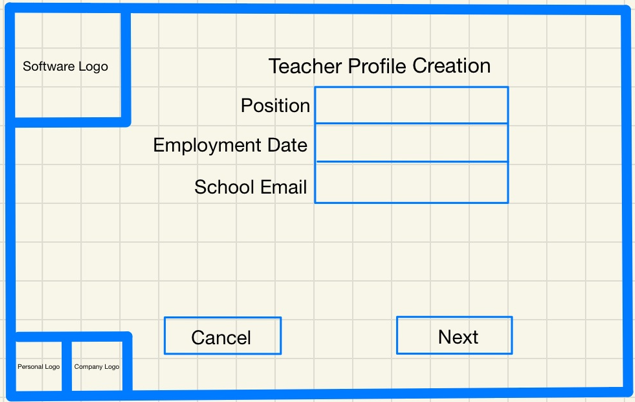 Software Logo
Teacher Profile Creation
Position
Employment Date
School Email
Cancel
Next
Personal Logo
Company Logo